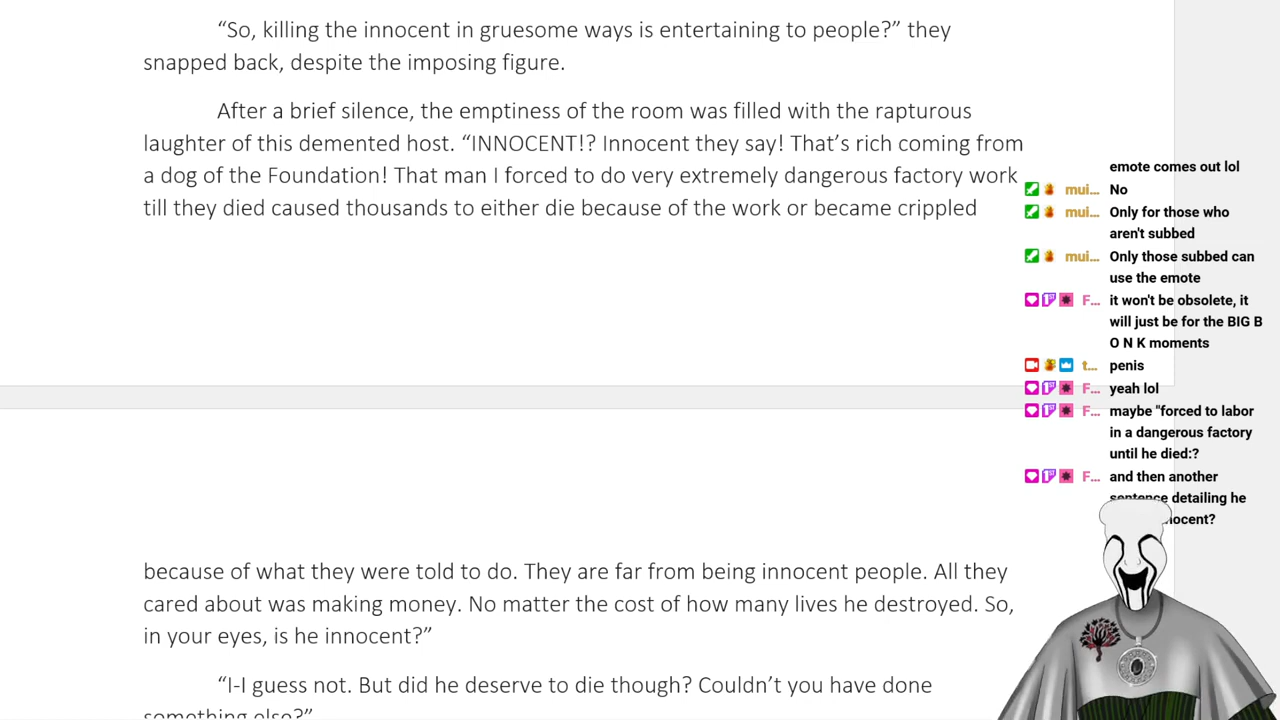 “So, killing the innocent in gruesome ways is entertaining to people?” they
snapped back, despite the imposing figure.
After a brief silence, the emptiness of the room was filled with the rapturous
laughter of this demented host. “INNOCENT!? Innocent they say! That’s rich coming from
a dog of the Foundation! That man I forced to do very extremely dangerous factory work
till they died caused thousands to either die because of the work or became crippled
because of what they were told to do. They are far from being innocent people. All they
cared about was making money. No matter the cost of how many lives he destroyed. So,
in your eyes, is he innocent?”
“I-I guess not. But did he deserve to die though? Couldn’t you have done
something else?”
emote comes out lol
mui... No
mui... Only for those who
aren't subbed
mui... Only those subbed can
use the emote
F... it won't be obsolete, it
will just be for the BIG B
O N K moments
t... penis
F... yeah lol
F... maybe "forced to labor
in a dangerous factory
until he died:?
F... and then another
sentence detailing he